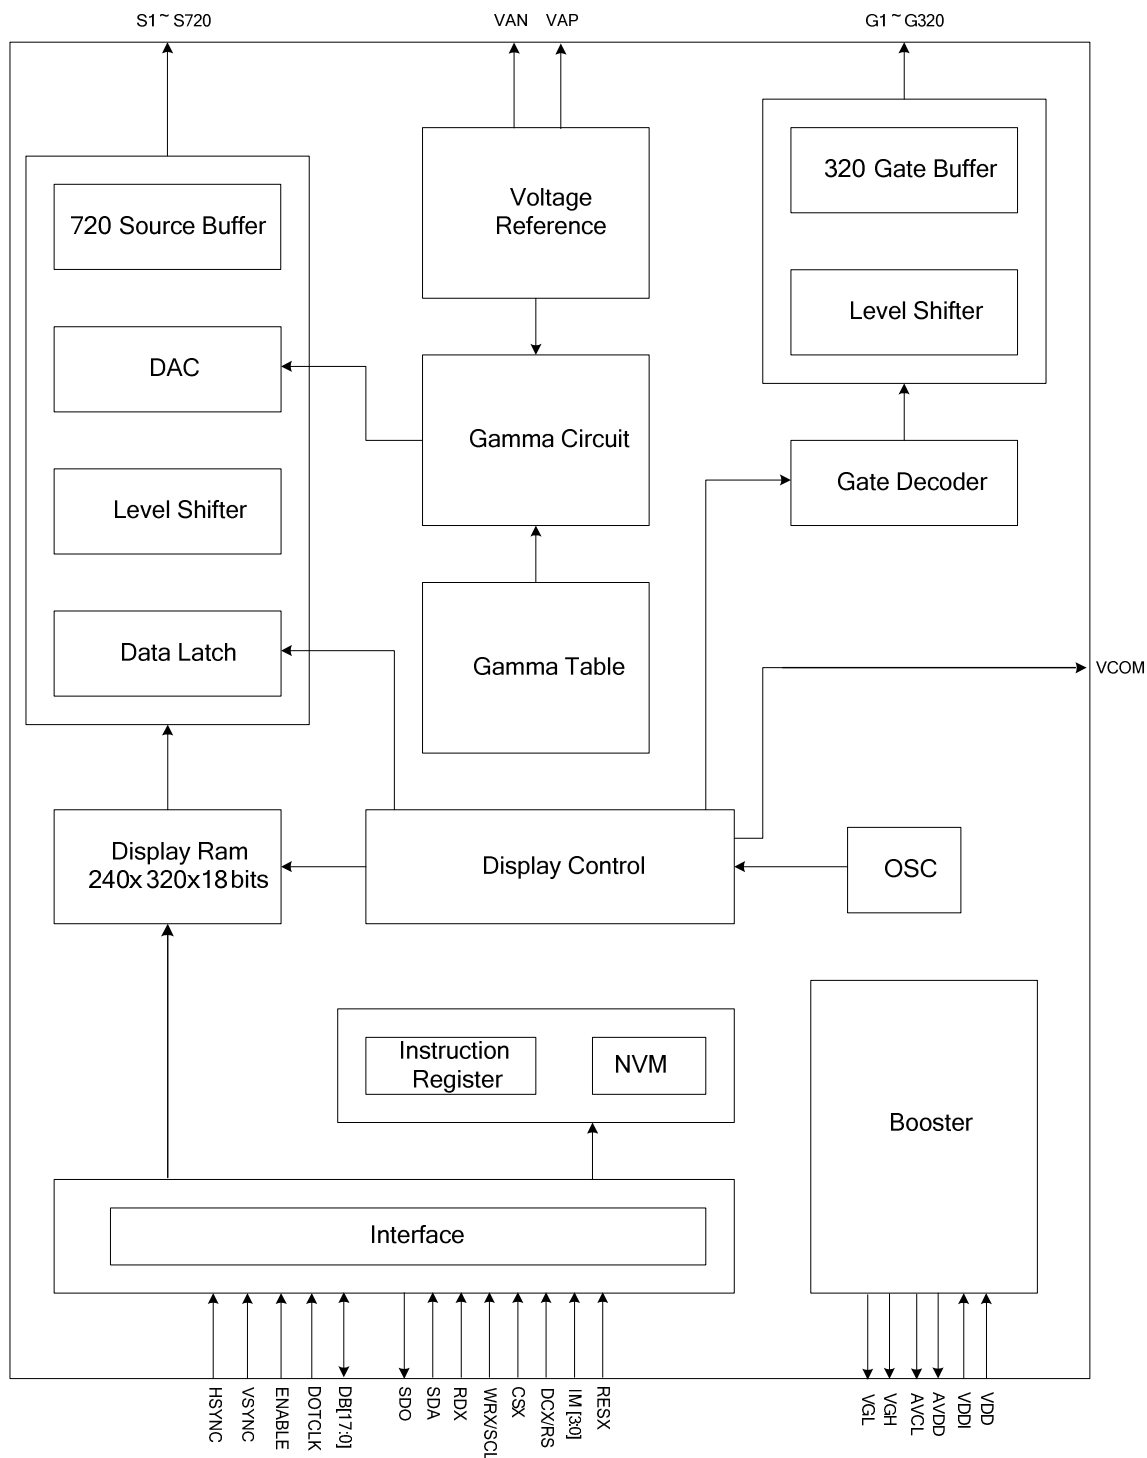 S1~S720
VAN VAP
G1~G320
720 Source Buffer
Voltage
Reference
320 Gate Buffer
Level Shifter
DAC
Gamma Circuit
Gate Decoder
Level Shifter
Data Latch
Gamma Table
VCOM
Display Ram
240x320x18bits
Display Control
OSC
Instruction
Register
NVM
Booster
Interface
HSYNC
VSYNC
ENABLE
DOTCLK
DB[17:0]
SDO
SDA
RDX
WRX/SCL
CSX
DCX/RS
IM [3:0]
RESX
VGL
VGH
AVCL
AVDD
VDDI
VDD